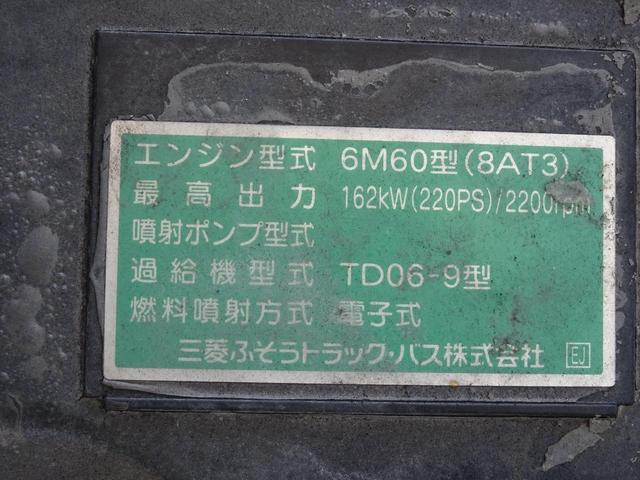 エンジン型式 6M60型(8AT3)
最高出力 162kW(220PS)/2200rpm
噴射ポンプ型式
過給機型式 TD06-9型
燃料噴射方式 電子式
三菱ふそうトラック・バス株式会社 EJ